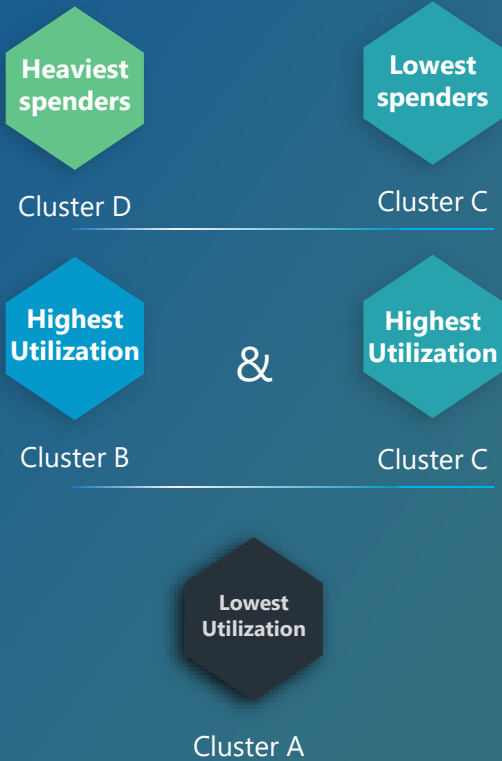 Heaviest
spenders
Lowest
spenders
Cluster D
Cluster C
Highest
Utilization
&
Highest
Utilization
Cluster B
Cluster C
Lowest
Utilization
Cluster A